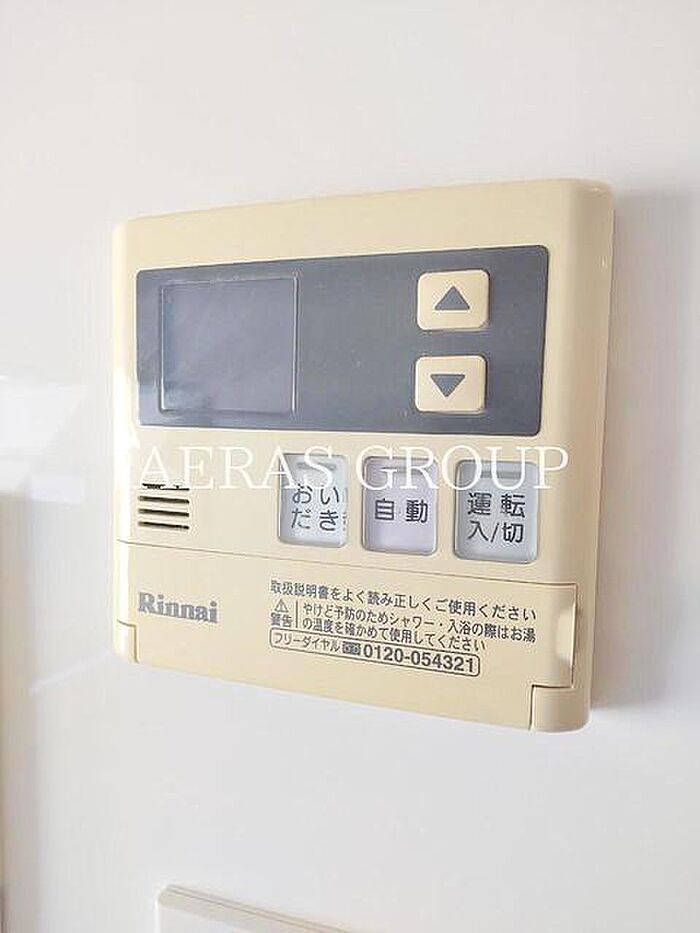 AERAS GROUP
おい
だき
自動
運転
入/切
Rinnai
取扱説明書をよく読み正しくご使用ください
警告
やけど予防のためシャワー・入浴の際はお湯
の温度を確かめて使用してください
フリーダイヤル 0120-054321